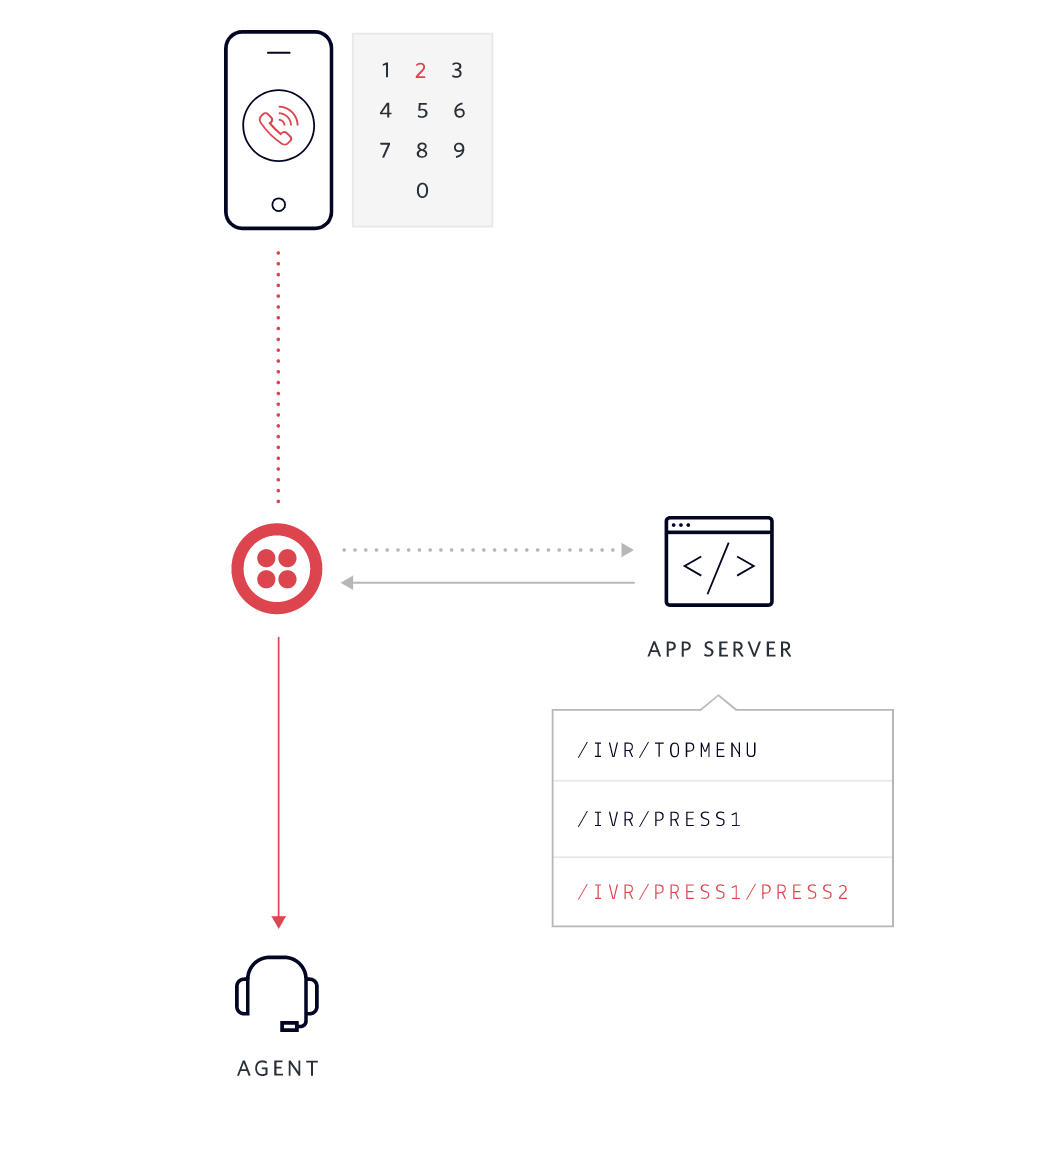 1 2 3
4 5 6
7 8 9
0
</>
APP SERVER
/IVR/TOPMENU
/IVR/PRESS1
/IVR/PRESS1/PRESS2
AGENT